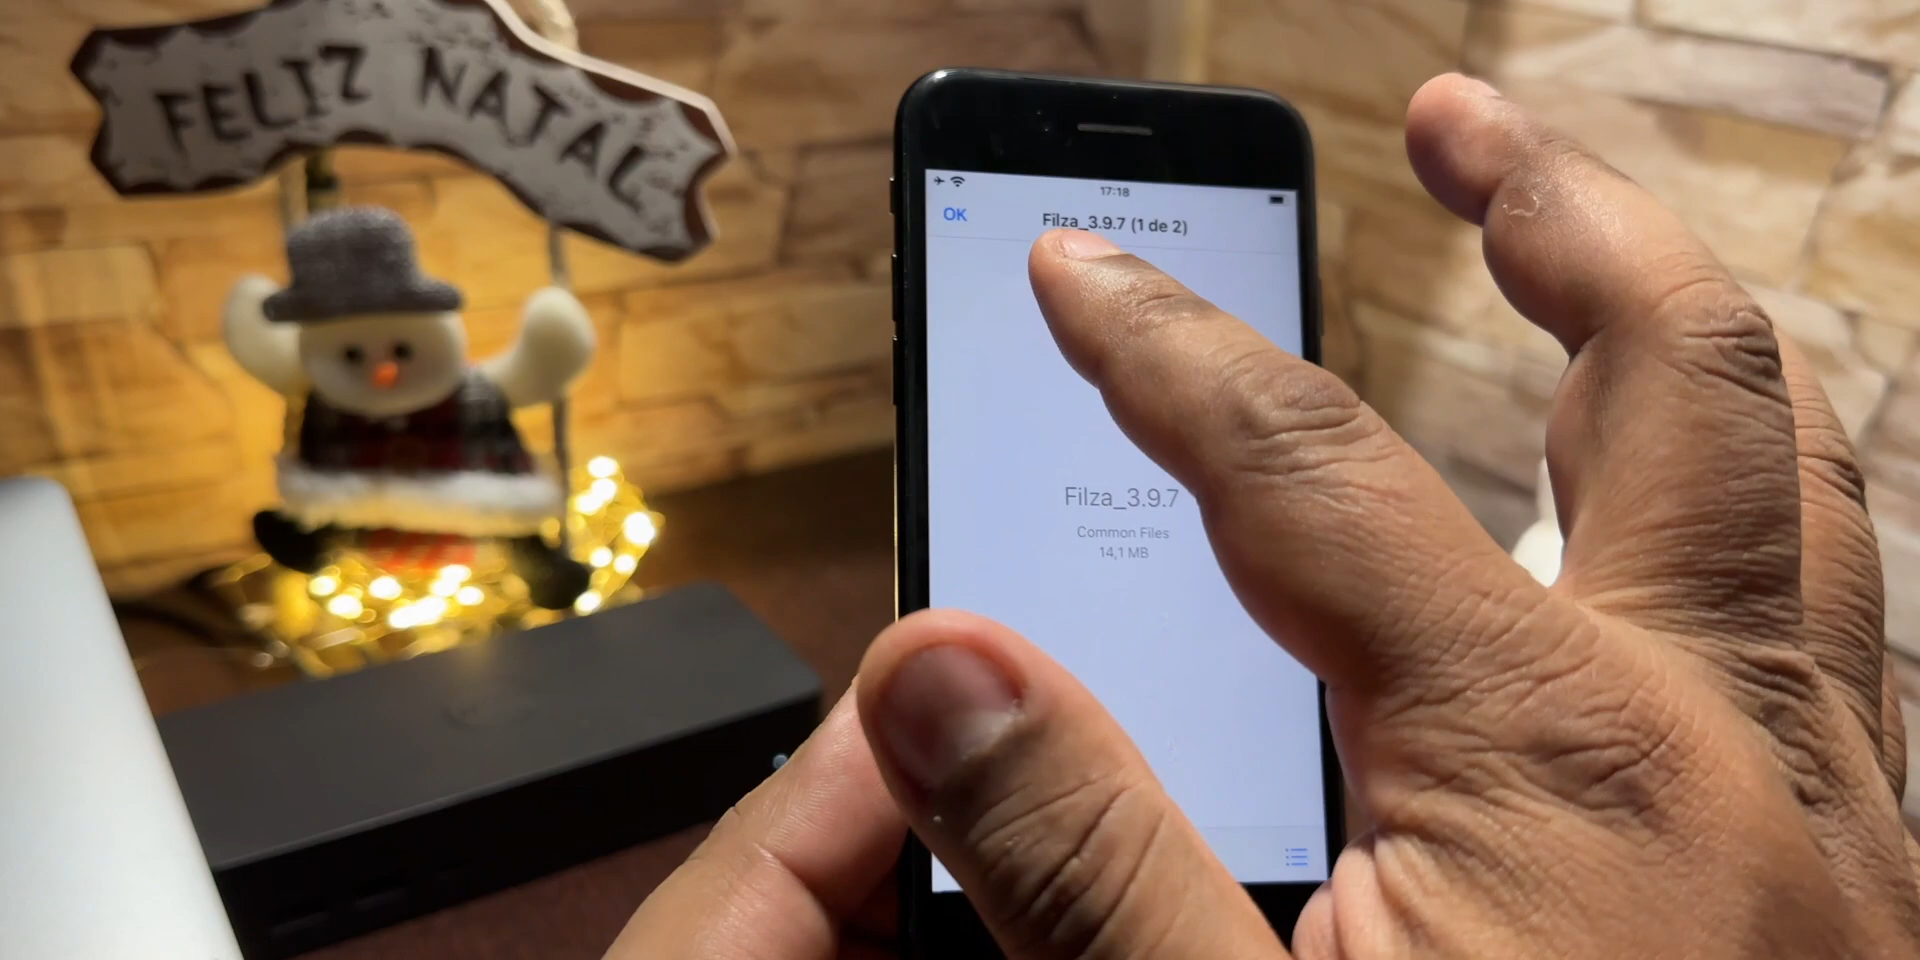 FELIZ NATAL
17:18
OK
Filza_3.9.7 (1 de 2)
Filza_3.9.7
Common Files
14,1 MB